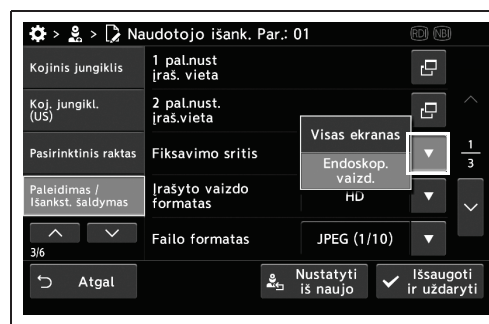 > > Naudotojo išank. Par.: 01 RDI NBI
Kojinis jungiklis
Koj. jungikl.
(US)
Pasirinktinis raktas
Paleidimas /
Išankst. šaldymas
3/6
1 pal.nust
įraš. vieta
2 pal.nust.
įraš.vieta
Fiksavimo sritis
Visas ekranas
Endoskop.
vaizd.
Įrašyto vaizdo
formatas
HD
Failo formatas
JPEG (1/10)
1
3
Atgal
Nustatyti
iš naujo
Išsaugoti
ir uždaryti